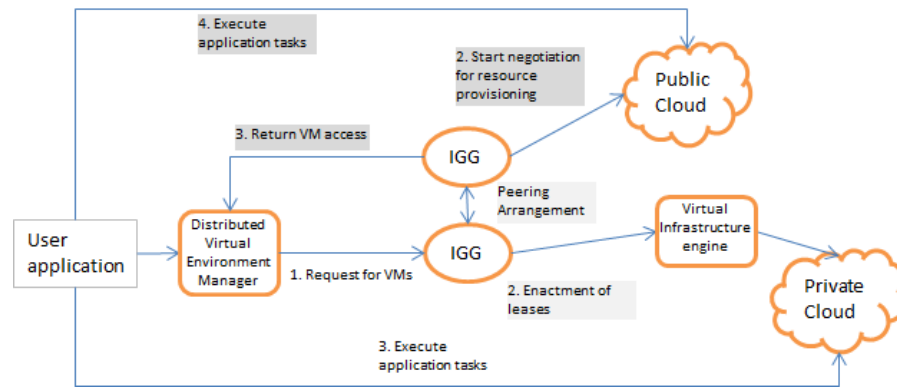 4. Execute
application tasks
2. Start negotiation
for resource
provisioning
Public
Cloud
3. Return VM access
IGG
Peering
Arrangement
Virtual
Infrastructure
engine
User
application
Distributed
Virtual
Environment
Manager
IGG
1. Request for VMs
2. Enactment of
leases
Private
Cloud
3. Execute
application tasks